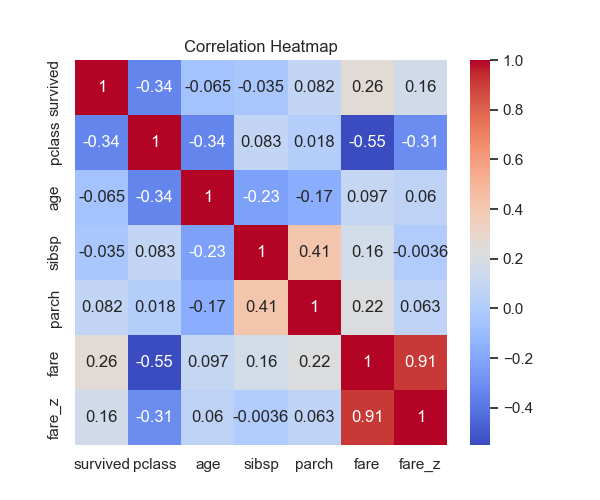 Correlation Heatmap
survived 1 -0.34 -0.065 -0.035 0.082 0.26 0.16
pclass -0.34 1 -0.34 0.083 0.018 -0.55 -0.31
age -0.065 -0.34 1 -0.23 -0.17 0.097 0.06
sibsp -0.035 0.083 -0.23 1 0.41 0.16 -0.0036
parch 0.082 0.018 -0.17 0.41 1 0.22 0.063
fare 0.26 -0.55 0.097 0.16 0.22 1 0.91
fare_z 0.16 -0.31 0.06 -0.0036 0.063 0.91 1
survived pclass age sibsp parch fare fare_z
1.0
0.8
0.6
0.4
0.2
0.0
−0.2
−0.4